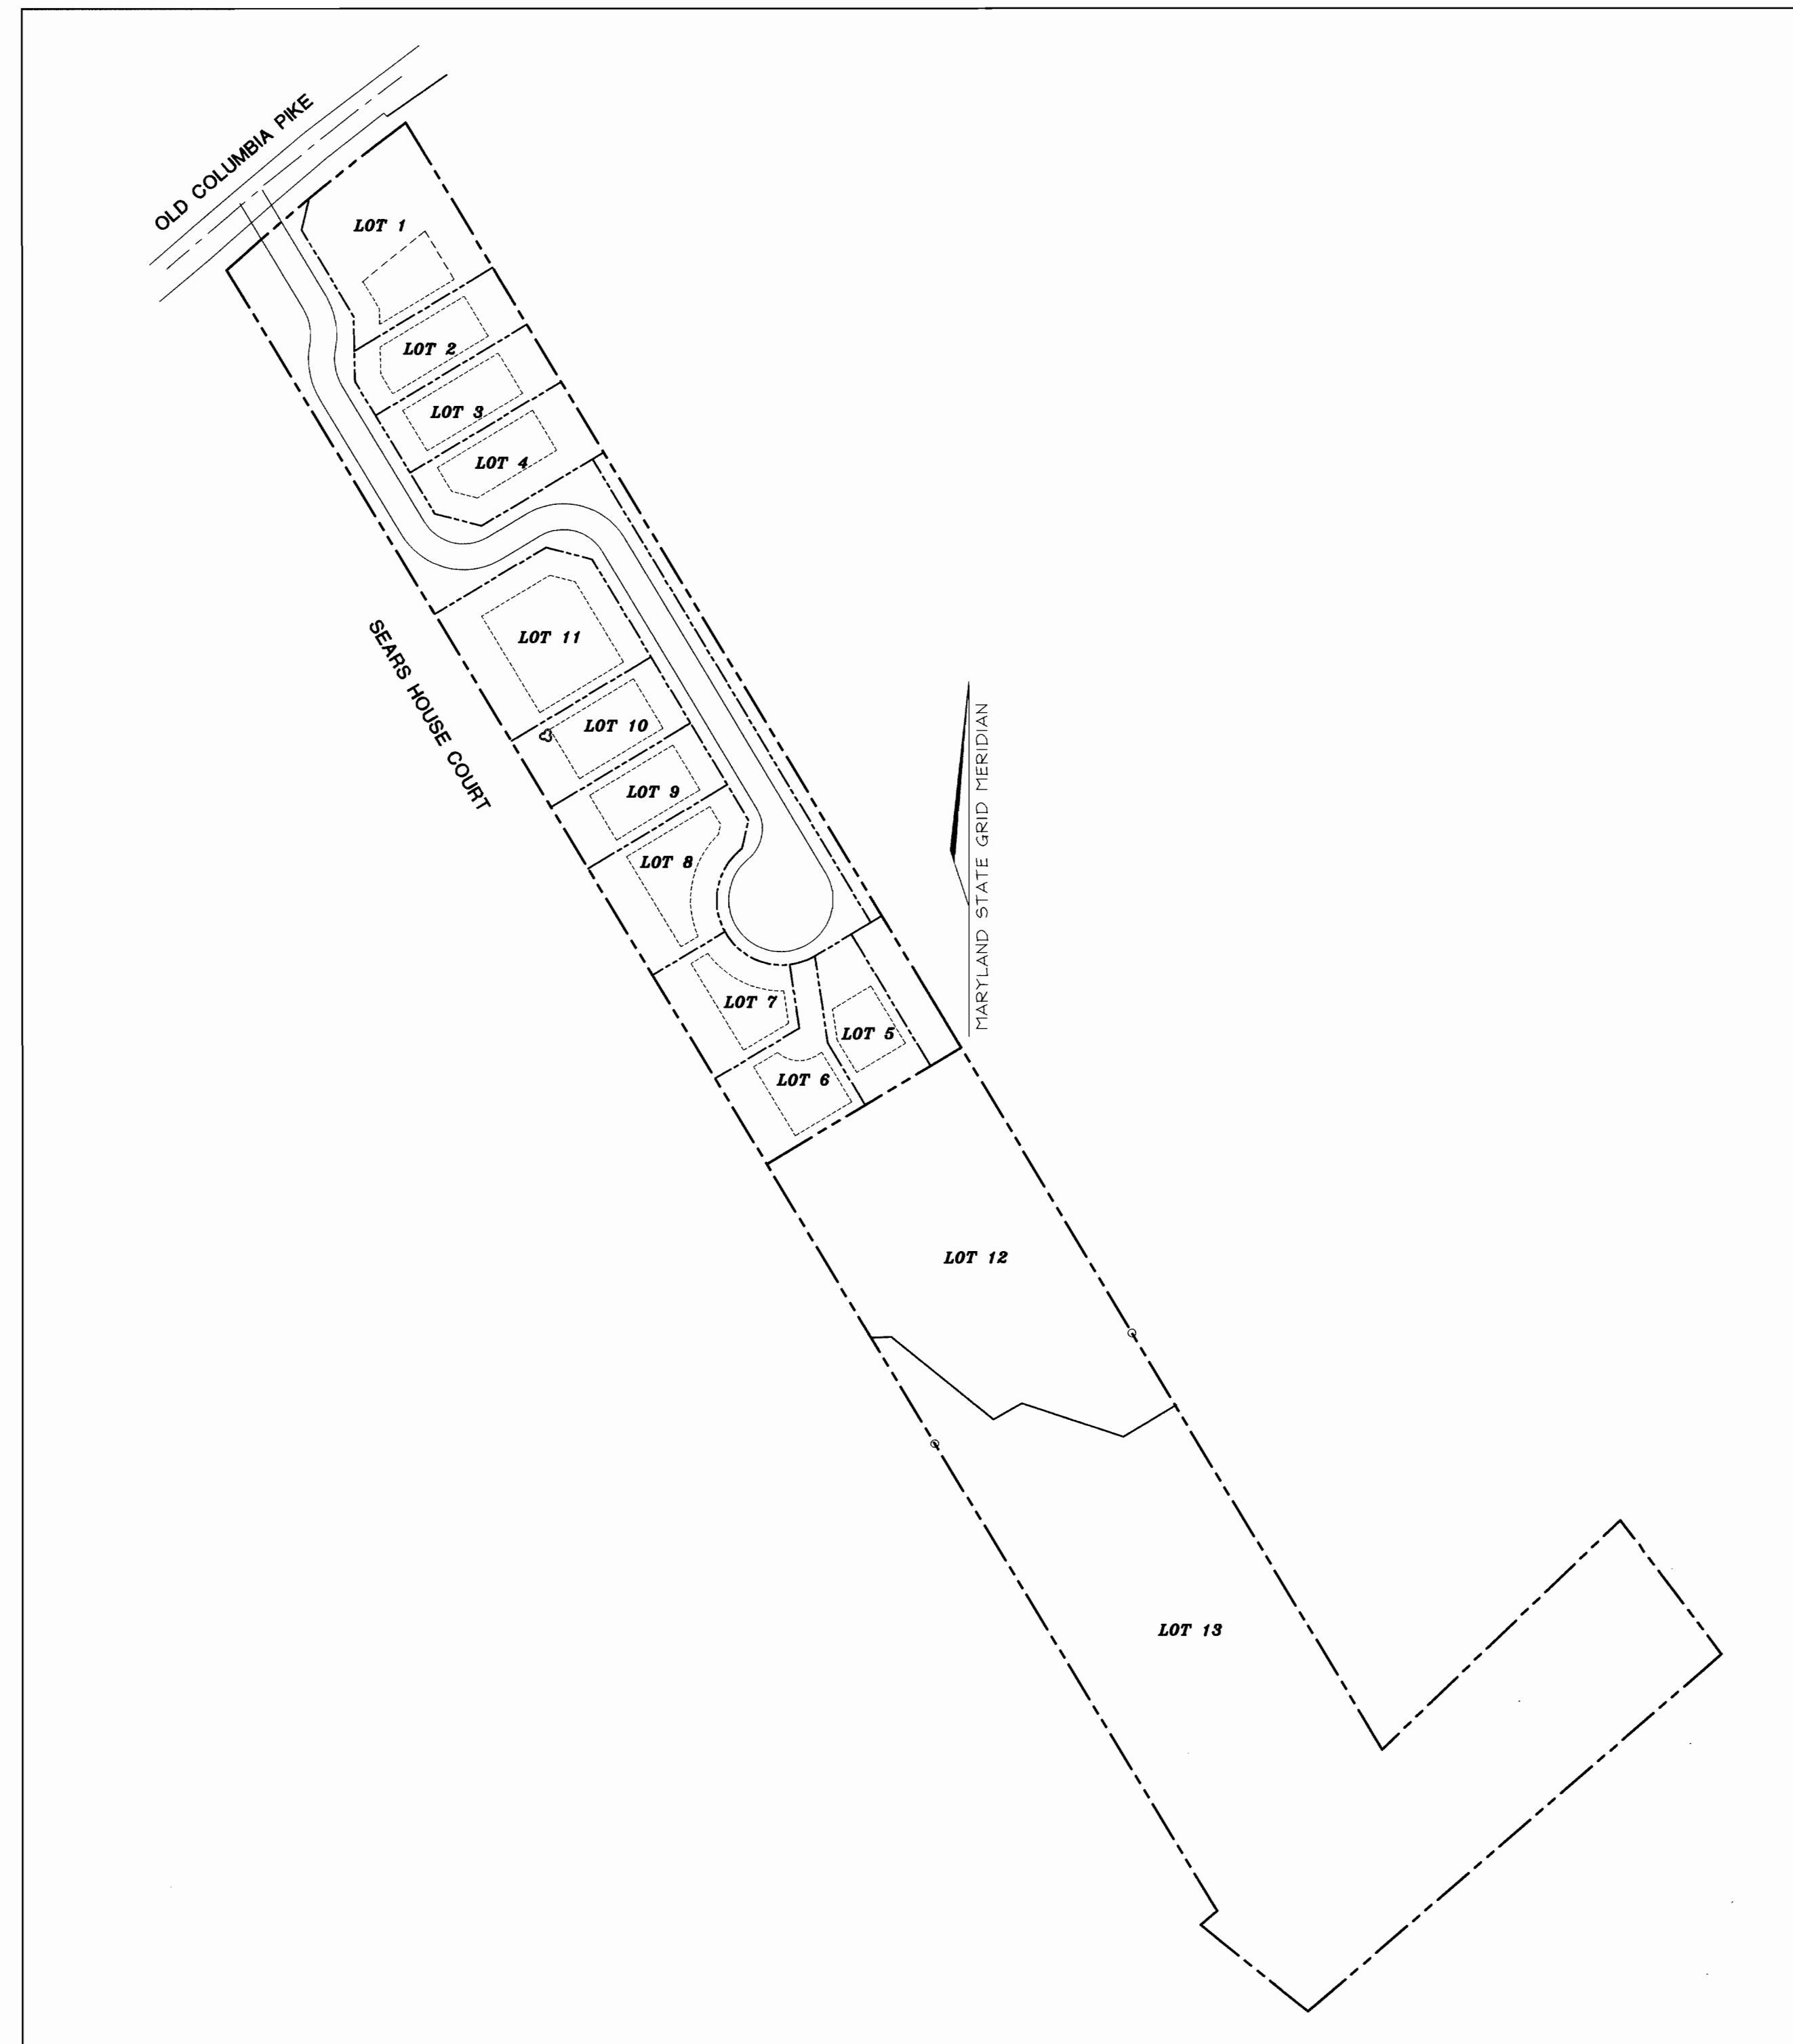 OLD COLUMBIA PIKE
LOT 1
LOT 2
LOT 3
LOT 4
SEARS HOUSE COURT
LOT 11
LOT 10
LOT 9
LOT 8
MARYLAND STATE GRID MERIDIAN
LOT 7
LOT 5
LOT 6
LOT 12
LOT 13